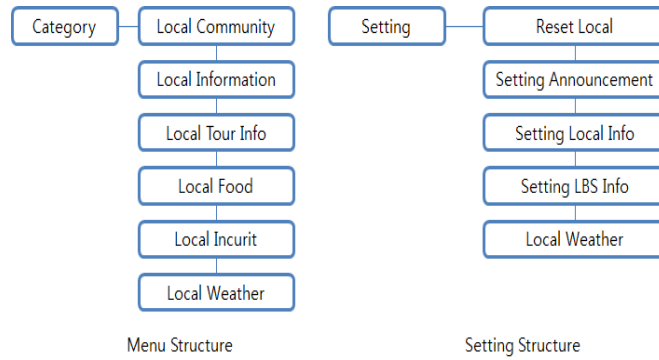 Category
Local Community
Local Information
Local Tour Info
Local Food
Local Incurit
Local Weather
Menu Structure
Setting
Reset Local
Setting Announcement
Setting Local Info
Setting LBS Info
Local Weather
Setting Structure